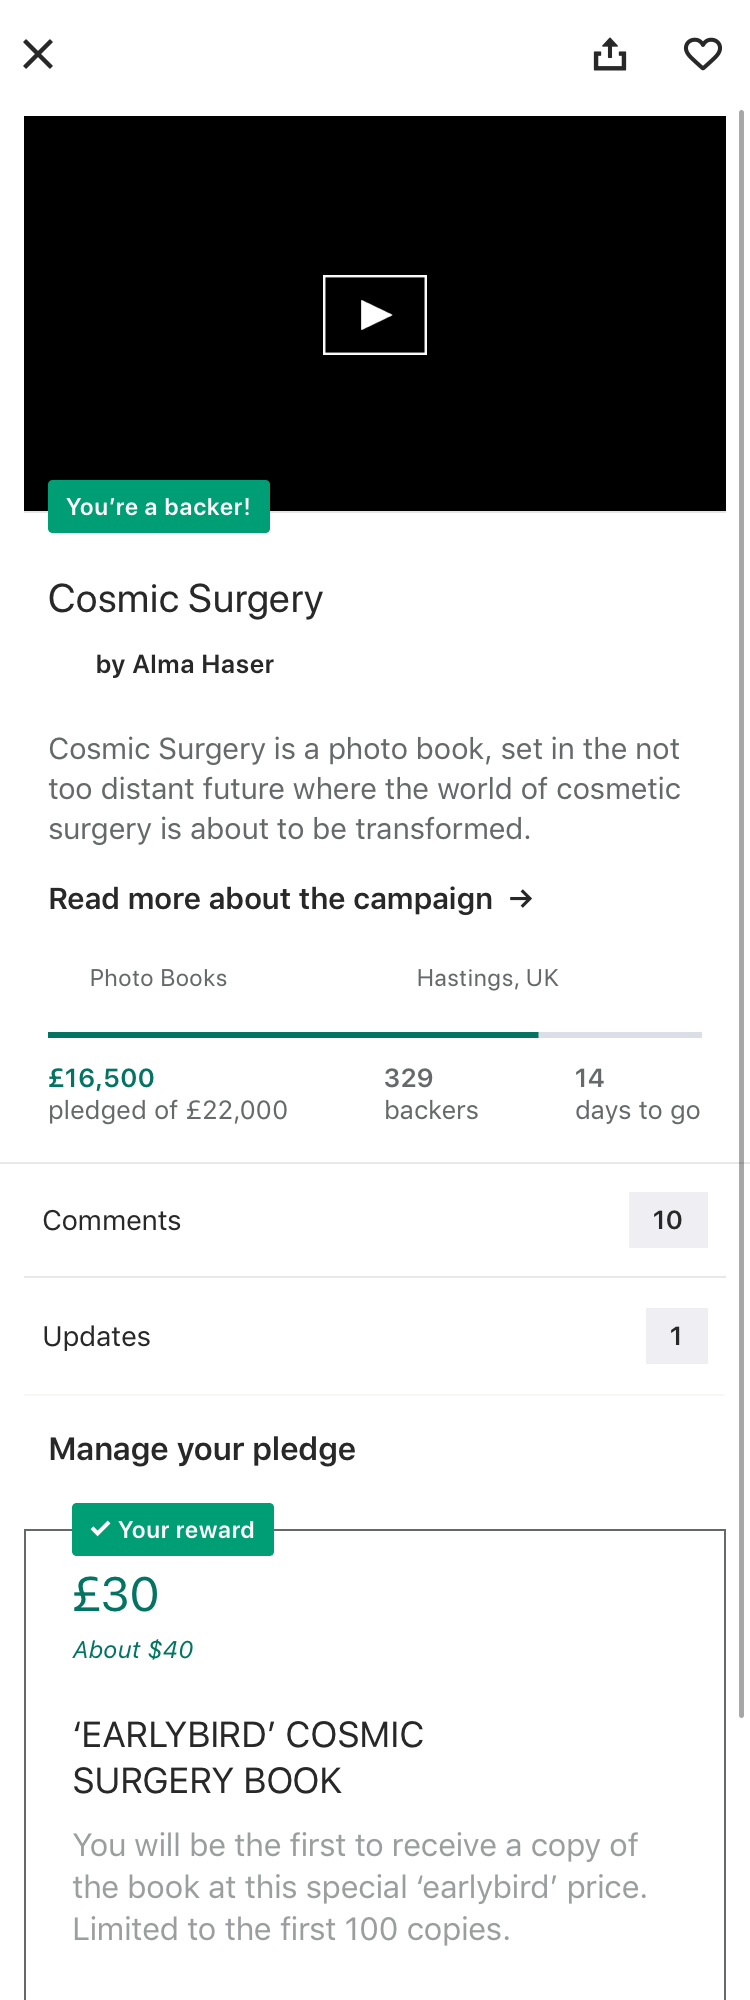 You’re a backer!
Cosmic Surgery
by Alma Haser
Cosmic Surgery is a photo book, set in the not
too distant future where the world of cosmetic
surgery is about to be transformed.
Read more about the campaign →
Photo Books
Hastings, UK
£16,500
pledged of £22,000
329
backers
14
days to go
Comments
10
Updates
1
Manage your pledge
✓ Your reward
£30
About $40
‘EARLYBIRD’ COSMIC
SURGERY BOOK
You will be the first to receive a copy of
the book at this special ‘earlybird’ price.
Limited to the first 100 copies.